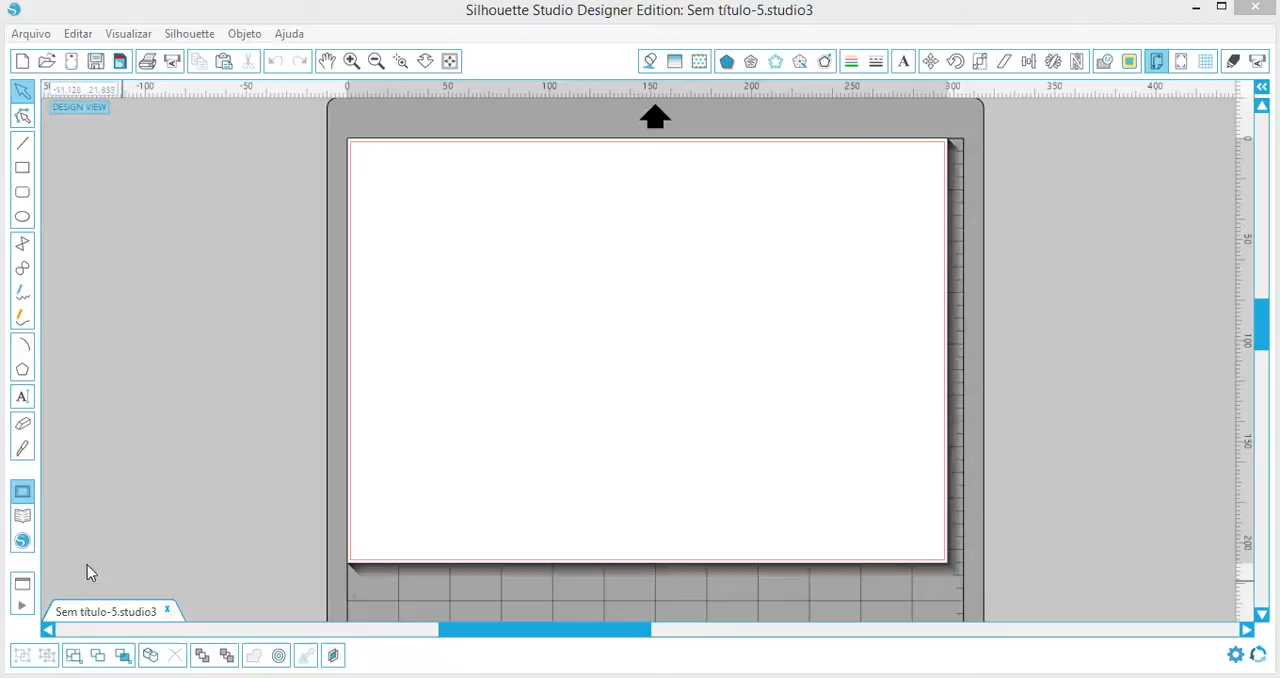 Silhouette Studio Designer Edition: Sem título-5.studio3
Arquivo Editar Visualizar Silhouette Objeto Ajuda
-100 -50 0 50 100 150 200 250 300 350 400
DESIGN VIEW
0
50
100
150
200
Sem título-5.studio3 x